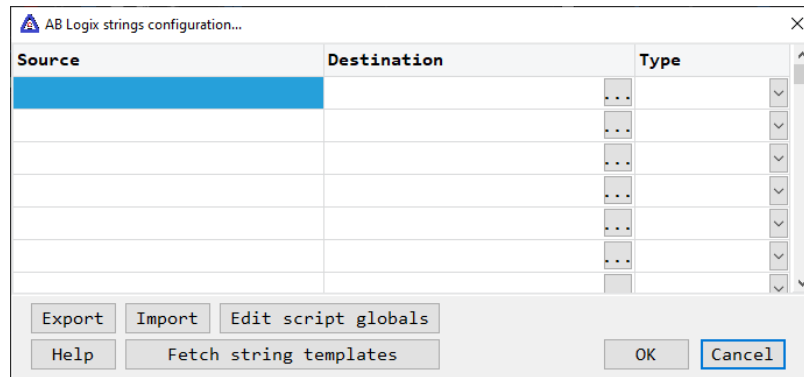 AB Logix strings configuration...
Source Destination Type
...
...
...
...
...
...
Export Import Edit script globals
Help Fetch string templates OK Cancel